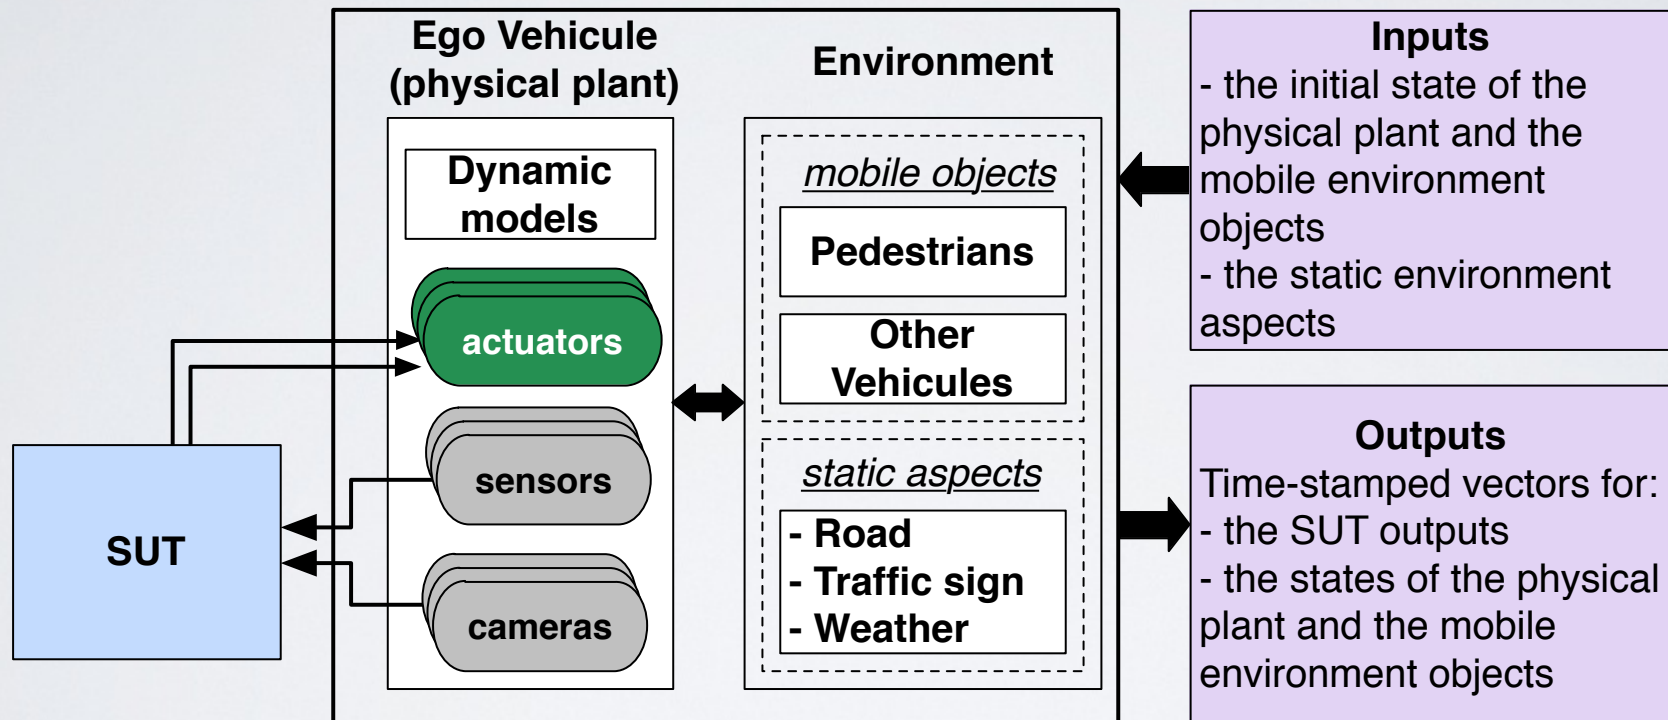 Ego Vehicule
(physical plant)
Dynamic
models
actuators
sensors
cameras
SUT
Environment
mobile objects
Pedestrians
Other
Vehicules
static aspects
- Road
- Traffic sign
- Weather
Inputs
- the initial state of the
physical plant and the
mobile environment
objects
- the static environment
aspects
Outputs
Time-stamped vectors for:
- the SUT outputs
- the states of the physical
plant and the mobile
environment objects